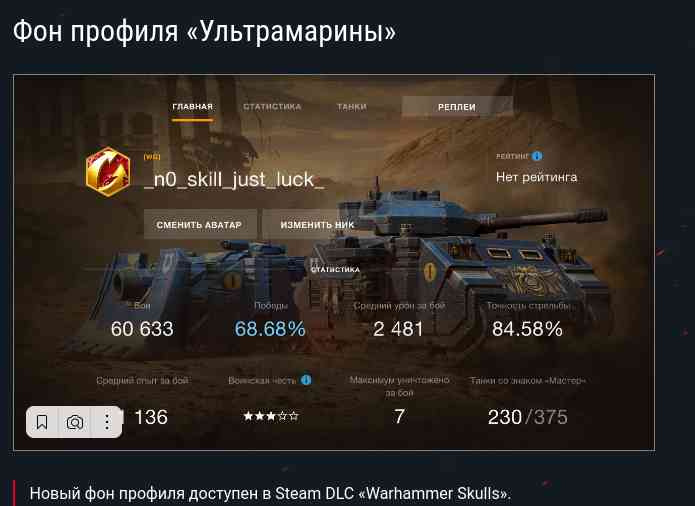 Фон профиля «Ультрамарины»
ГЛАВНАЯ СТАТИСТИКА ТАНКИ РЕПЛЕИ
[WG]
_n0_skill_just_luck_
РЕЙТИНГ
Нет рейтинга
СМЕНИТЬ АВАТАР ИЗМЕНИТЬ НИК
СТАТИСТИКА
Бои Победы Средний урон за бой Точность стрельбы
60 633 68.68% 2 481 84.58%
Средний опыт за бой Воинская честь Максимум уничтожено за бой Танки со знаком «Мастер»
136 7 230/375
Новый фон профиля доступен в Steam DLC «Warhammer Skulls».